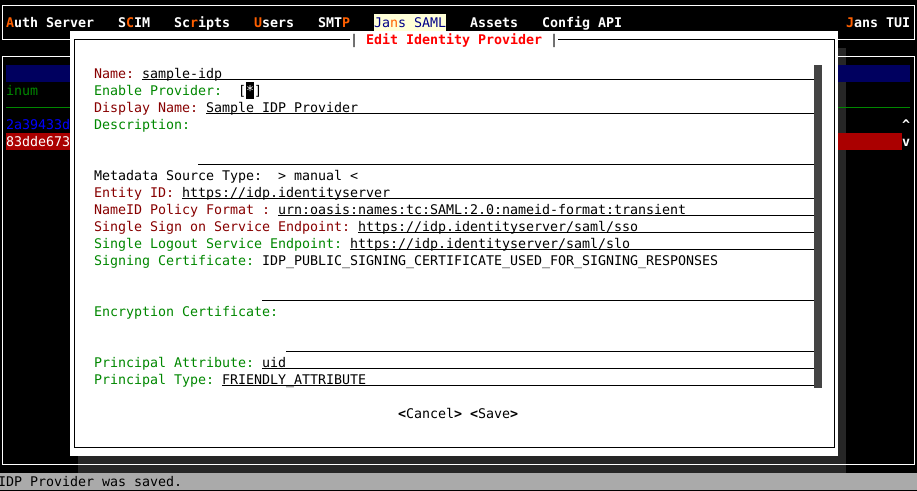 Auth Server SCIM Scripts Users SMTP Jans SAML Assets Config API Jans TUI
| Edit Identity Provider |
Name: sample-idp
Enable Provider: [*]
inum
Display Name: Sample IDP Provider
2a39433d
Description:
^
83dde673
v
Metadata Source Type: > manual <
Entity ID: https://idp.identityserver
NameID Policy Format : urn:oasis:names:tc:SAML:2.0:nameid-format:transient
Single Sign on Service Endpoint: https://idp.identityserver/saml/sso
Single Logout Service Endpoint: https://idp.identityserver/saml/slo
Signing Certificate: IDP_PUBLIC_SIGNING_CERTIFICATE_USED_FOR_SIGNING_RESPONSES
Encryption Certificate:
Principal Attribute: uid
Principal Type: FRIENDLY_ATTRIBUTE
<Cancel> <Save>
IDP Provider was saved.